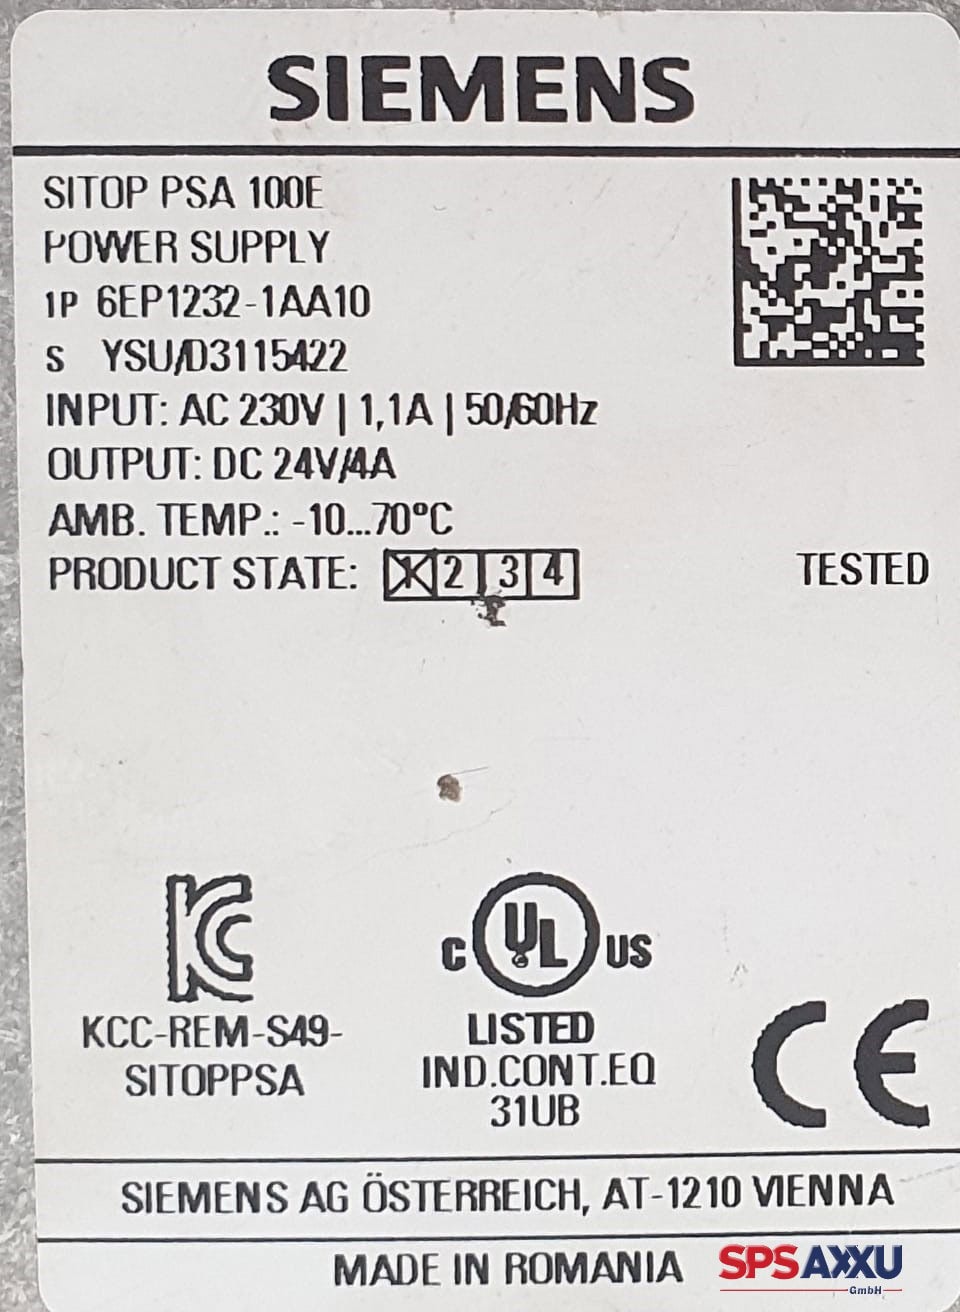 SIEMENS
SITOP PSA 100E
POWER SUPPLY
1P 6EP1232-1AA10
S YSU/D3115422
INPUT: AC 230V | 1,1A | 50/60Hz
OUTPUT: DC 24V/4A
AMB. TEMP.: -10...70°C
PRODUCT STATE: X 2 3 4 TESTED
KC
KCC-REM-S49-
SITOPPSA
C UL US
LISTED
IND.CONT.EQ
31UB
CE
SIEMENS AG ÖSTERREICH, AT-1210 VIENNA
MADE IN ROMANIA
SPSAXXU
GmbH